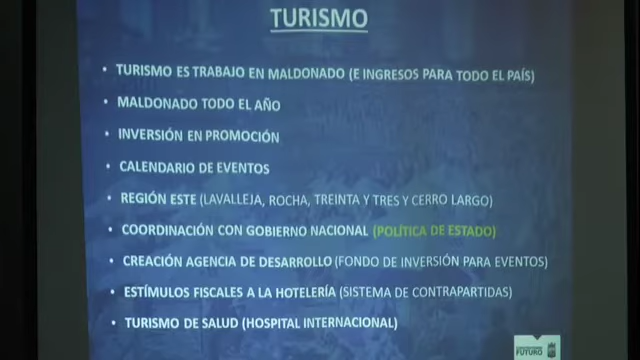 TURISMO
• TURISMO ES TRABAJO EN MALDONADO (E INGRESOS PARA TODO EL PAÍS)
• MALDONADO TODO EL AÑO
• INVERSIÓN EN PROMOCIÓN
• CALENDARIO DE EVENTOS
• REGIÓN ESTE (LAVALLEJA, ROCHA, TREINTA Y TRES Y CERRO LARGO)
• COORDINACIÓN CON GOBIERNO NACIONAL (POLÍTICA DE ESTADO)
• CREACIÓN AGENCIA DE DESARROLLO (FONDO DE INVERSIÓN PARA EVENTOS)
• ESTÍMULOS FISCALES A LA HOTELERÍA (SISTEMA DE CONTRAPARTIDAS)
• TURISMO DE SALUD (HOSPITAL INTERNACIONAL)
FUTURO